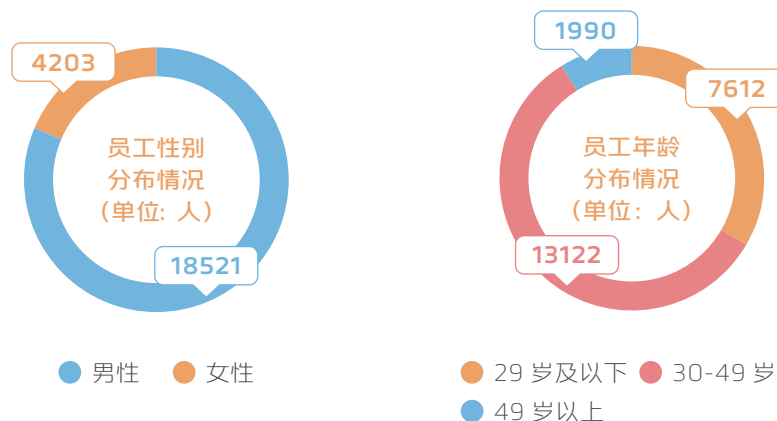 4203
员工性别
分布情况
（单位: 人）
18521
男性
女性
1990
7612
员工年龄
分布情况
（单位：人）
13122
29 岁及以下
30-49 岁
49 岁以上